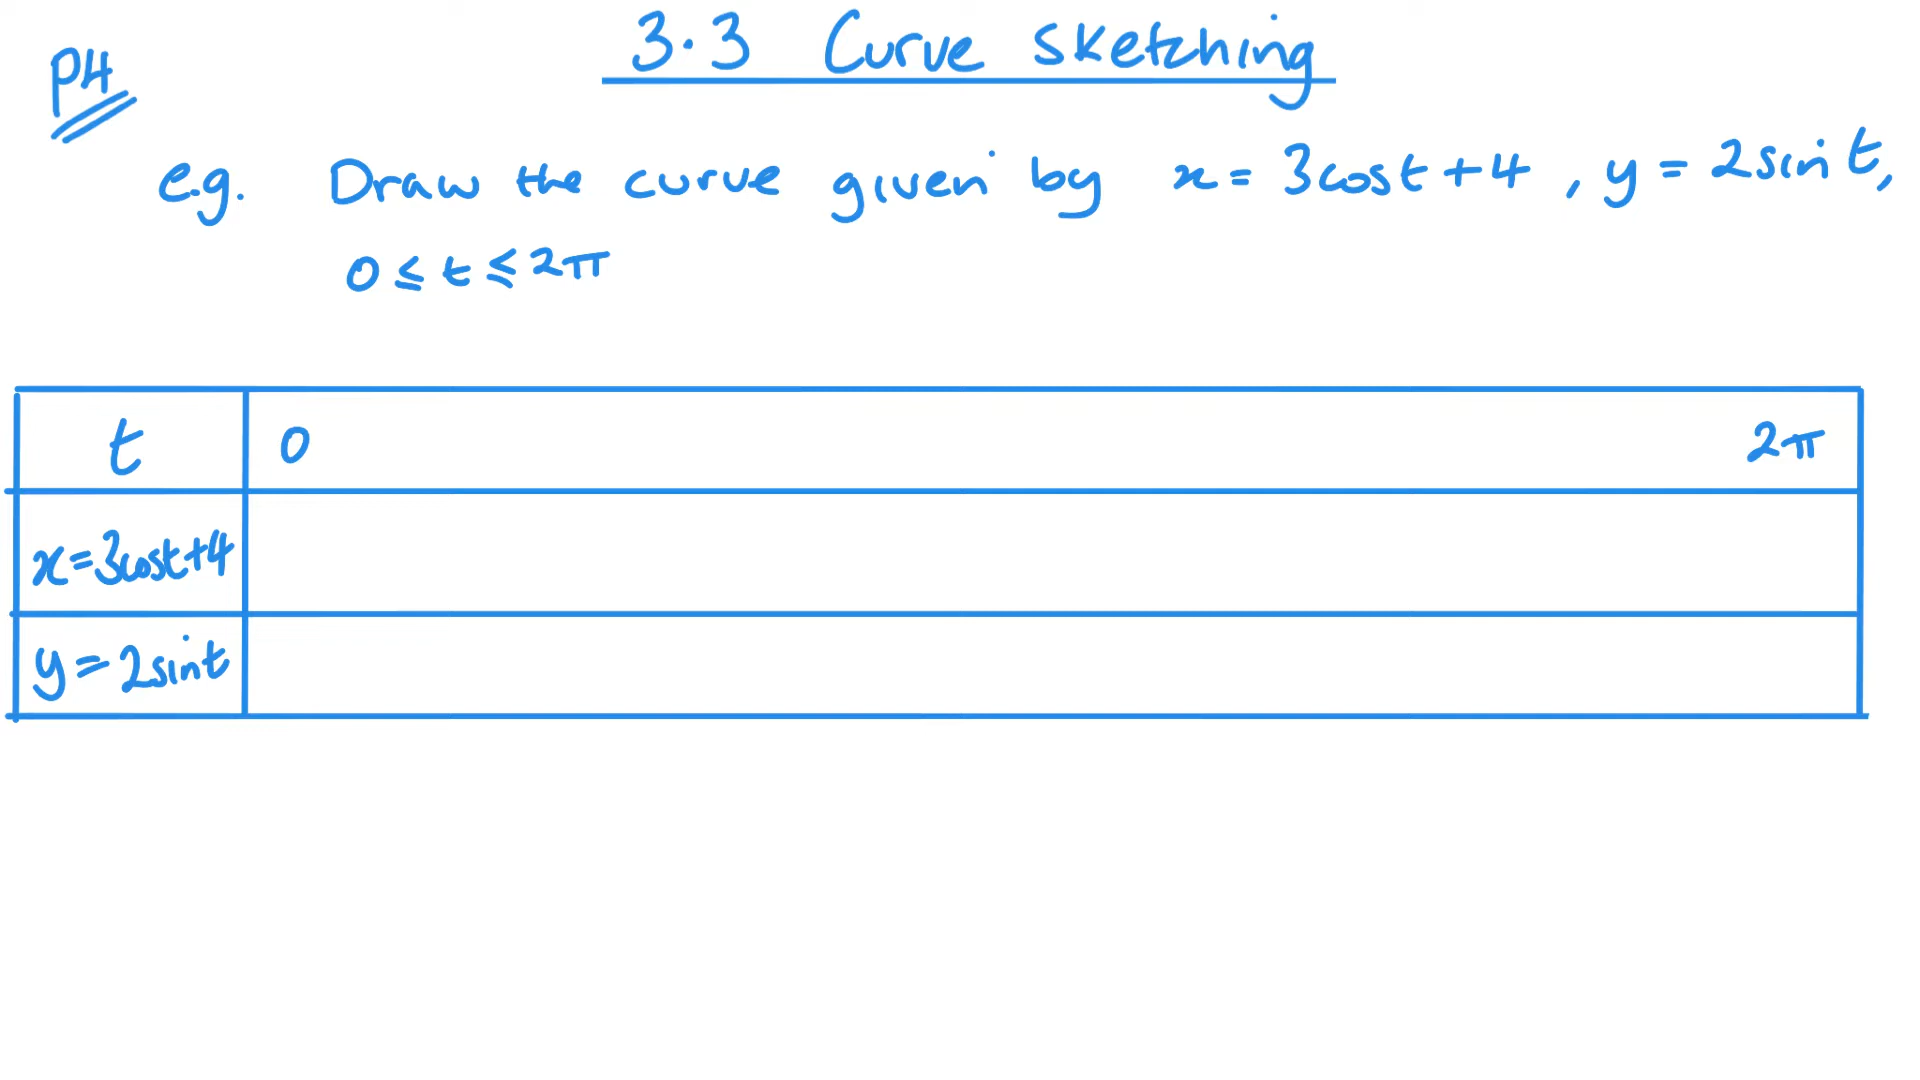 3.3 Curve sketching
P4
e.g. Draw the curve given by x = 3cost + 4, y = 2sint,
0 ≤ t ≤ 2π
t 0 2π
x=3cost+4
y=2sint